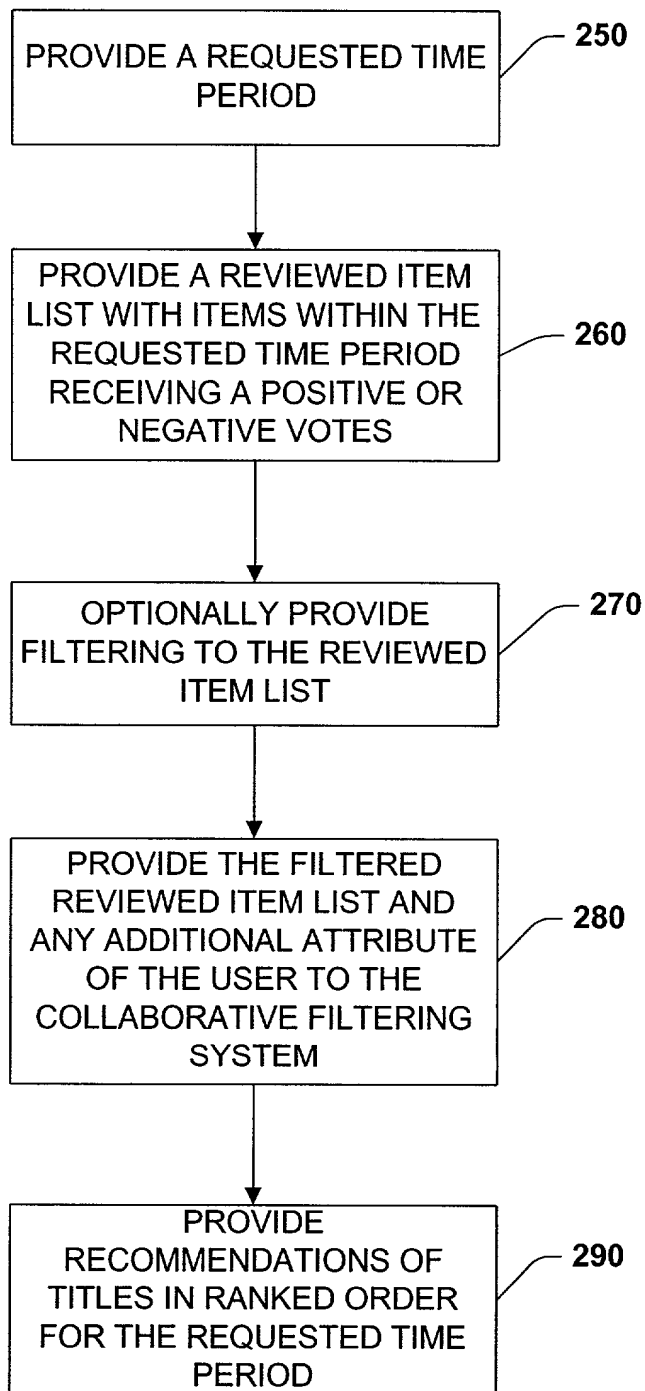 PROVIDE A REQUESTED TIME
PERIOD
250
PROVIDE A REVIEWED ITEM
LIST WITH ITEMS WITHIN THE
REQUESTED TIME PERIOD
RECEIVING A POSITIVE OR
NEGATIVE VOTES
260
OPTIONALLY PROVIDE
FILTERING TO THE REVIEWED
ITEM LIST
270
PROVIDE THE FILTERED
REVIEWED ITEM LIST AND
ANY ADDITIONAL ATTRIBUTE
OF THE USER TO THE
COLLABORATIVE FILTERING
SYSTEM
280
PROVIDE
RECOMMENDATIONS OF
TITLES IN RANKED ORDER
FOR THE REQUESTED TIME
PERIOD
290